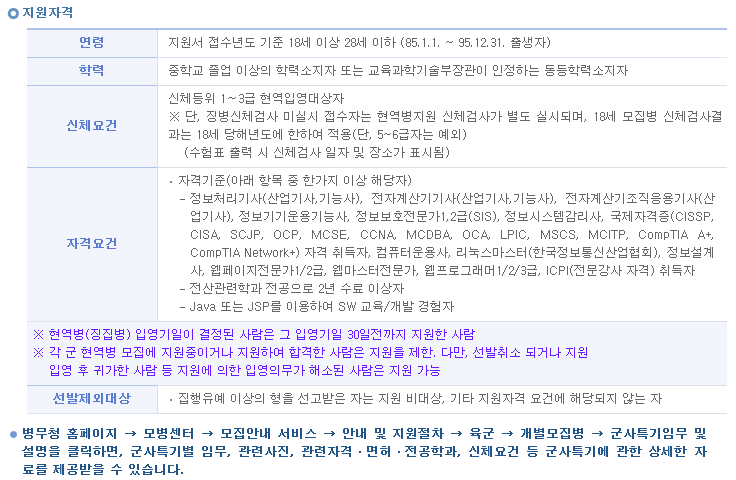 지원자격
연령
지원서 접수년도 기준 18세 이상 28세 이하 (85.1.1. ~ 95.12.31. 출생자)
학력
중학교 졸업 이상의 학력소지자 또는 교육과학기술부장관이 인정하는 동등학력소지자
신체요건
신체등위 1~3급 현역입영대상자
※ 단, 징병신체검사 미실시 접수자는 현역병지원 신체검사가 별도 실시되며, 18세 모집병 신체검사결
과는 18세 당해년도에 한하여 적용(단, 5~6급자는 예외)
(수험표 출력 시 신체검사 일자 및 장소가 표시됨)
자격요건
· 자격기준(아래 항목 중 한가지 이상 해당자)
- 정보처리기사(산업기사,기능사), 전자계산기기사(산업기사,기능사), 전자계산기조직응용기사(산
업기사), 정보기기운용기능사, 정보보호전문가1,2급(SIS), 정보시스템감리사, 국제자격증(CISSP,
CISA, SCJP, OCP, MCSE, CCNA, MCDBA, OCA, LPIC, MSCS, MCITP, CompTIA A+,
CompTIA Network+) 자격 취득자, 컴퓨터운용사, 리눅스마스터(한국정보통신산업협회), 정보설계
사, 웹페이지전문가1/2급, 웹마스터전문가, 웹프로그래머1/2/3급, ICPI(전문강사 자격) 취득자
- 전산관련학과 전공으로 2년 수료 이상자
- Java 또는 JSP를 이용하여 SW 교육/개발 경험자
※ 현역병(징집병) 입영기일이 결정된 사람은 그 입영기일 30일전까지 지원한 사람
※ 각 군 현역병 모집에 지원중이거나 지원하여 합격한 사람은 지원을 제한. 다만, 선발취소 되거나 지원
입영 후 귀가한 사람 등 지원에 의한 입영의무가 해소된 사람은 지원 가능
선발제외대상
· 집행유예 이상의 형을 선고받은 자는 지원 비대상, 기타 지원자격 요건에 해당되지 않는 자
병무청 홈페이지 → 모병센터 → 모집안내 서비스 → 안내 및 지원절차 → 육군 → 개별모집병 → 군사특기임무 및
설명을 클릭하면, 군사특기별 임무, 관련사진, 관련자격·면허·전공학과, 신체요건 등 군사특기에 관한 상세한 자
료를 제공받을 수 있습니다.